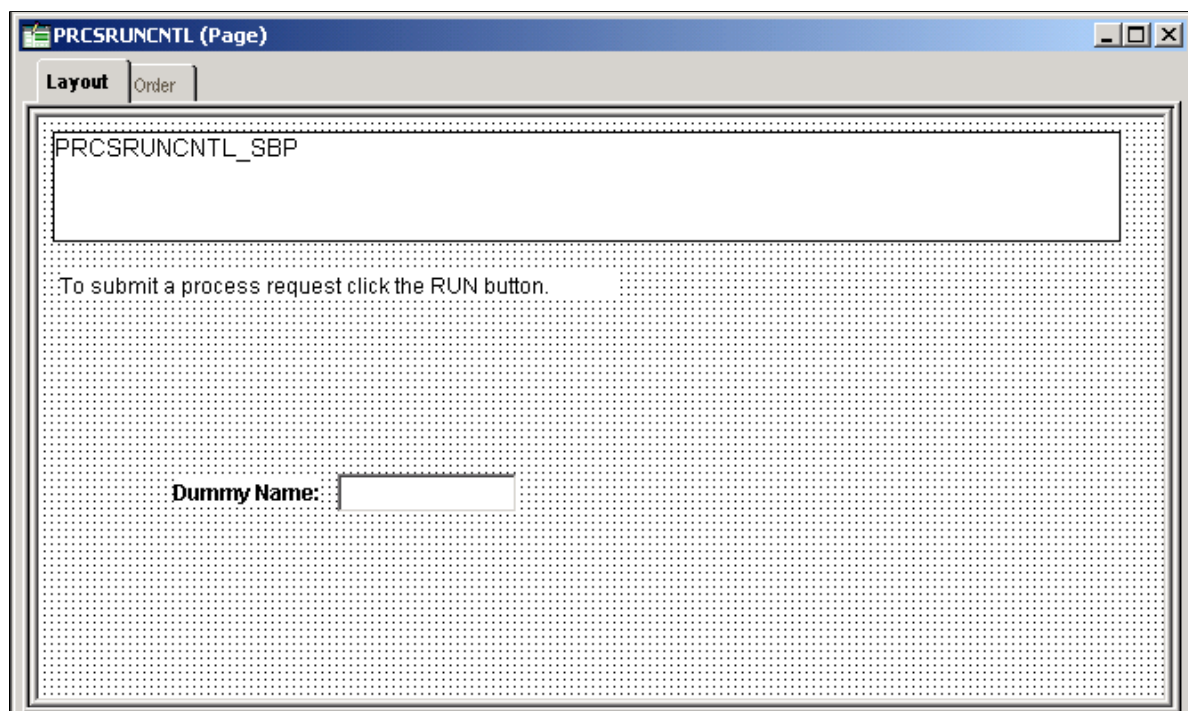 PRCSRUNCNTL (Page)
Layout Order
PRCSRUNCNTL_SBP
To submit a process request click the RUN button.
Dummy Name: